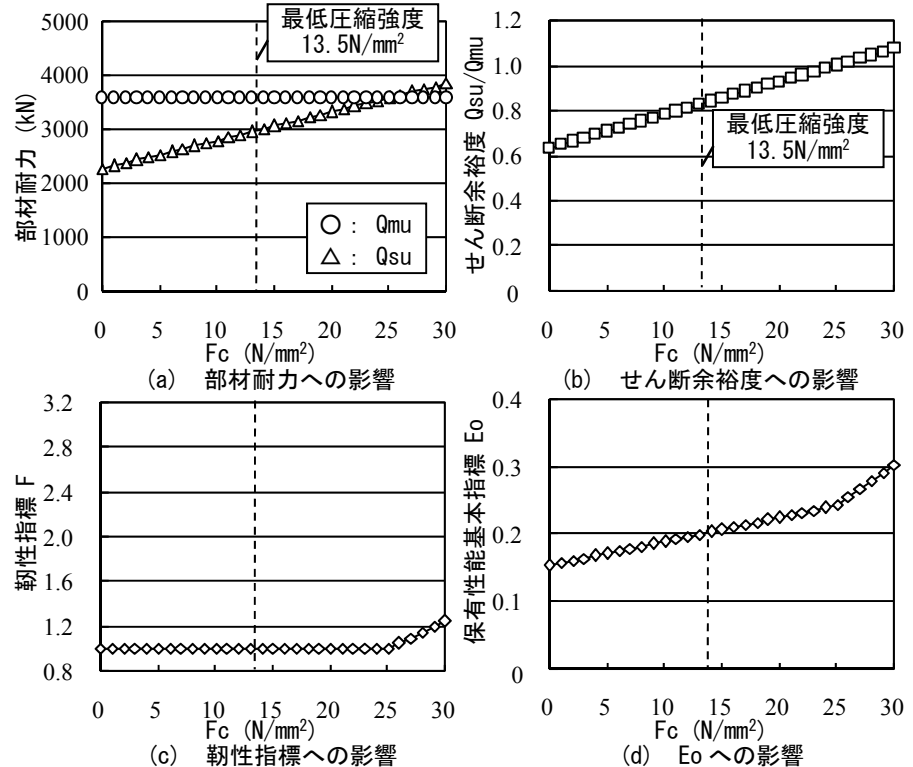 部材耐力 (kN)
5000
4000
3000
2000
1000
0
最低圧縮強度
13.5N/mm²
○ : Qmu
△ : Qsu
0 5 10 15 20 25 30
Fc (N/mm²)
(a) 部材耐力への影響
せん断余裕度 Qsu/Qmu
1.2
1.0
0.8
0.6
0.4
0.2
0
最低圧縮強度
13.5N/mm²
0 5 10 15 20 25 30
Fc (N/mm²)
(b) せん断余裕度への影響
靭性指標 F
3.2
2.8
2.4
2.0
1.6
1.2
0.8
0 5 10 15 20 25 30
Fc (N/mm²)
(c) 靭性指標への影響
保有性能基本指標 Eo
0.4
0.3
0.2
0.1
0
0 5 10 15 20 25 30
Fc (N/mm²)
(d) Eo への影響